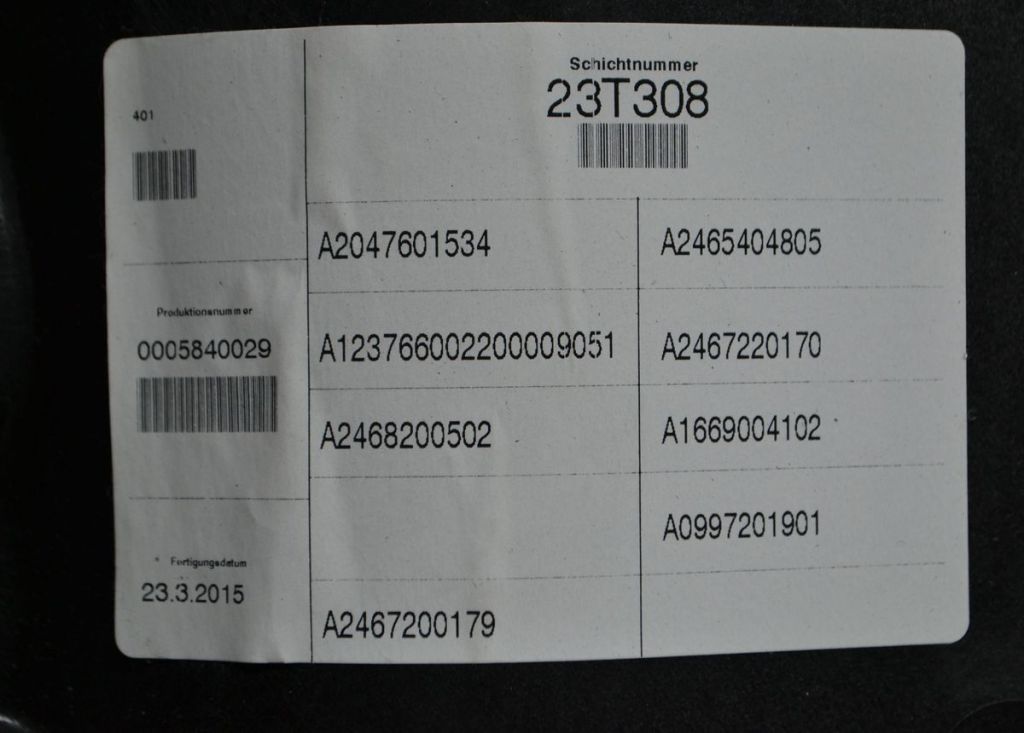 401
Produktionsnummer
0005840029
* Fertigungsdatum
23.3.2015
Schichtnummer
23T308
A2047601534
A2465404805
A123766002200009051
A2467220170
A2468200502
A1669004102
A0997201901
A2467200179